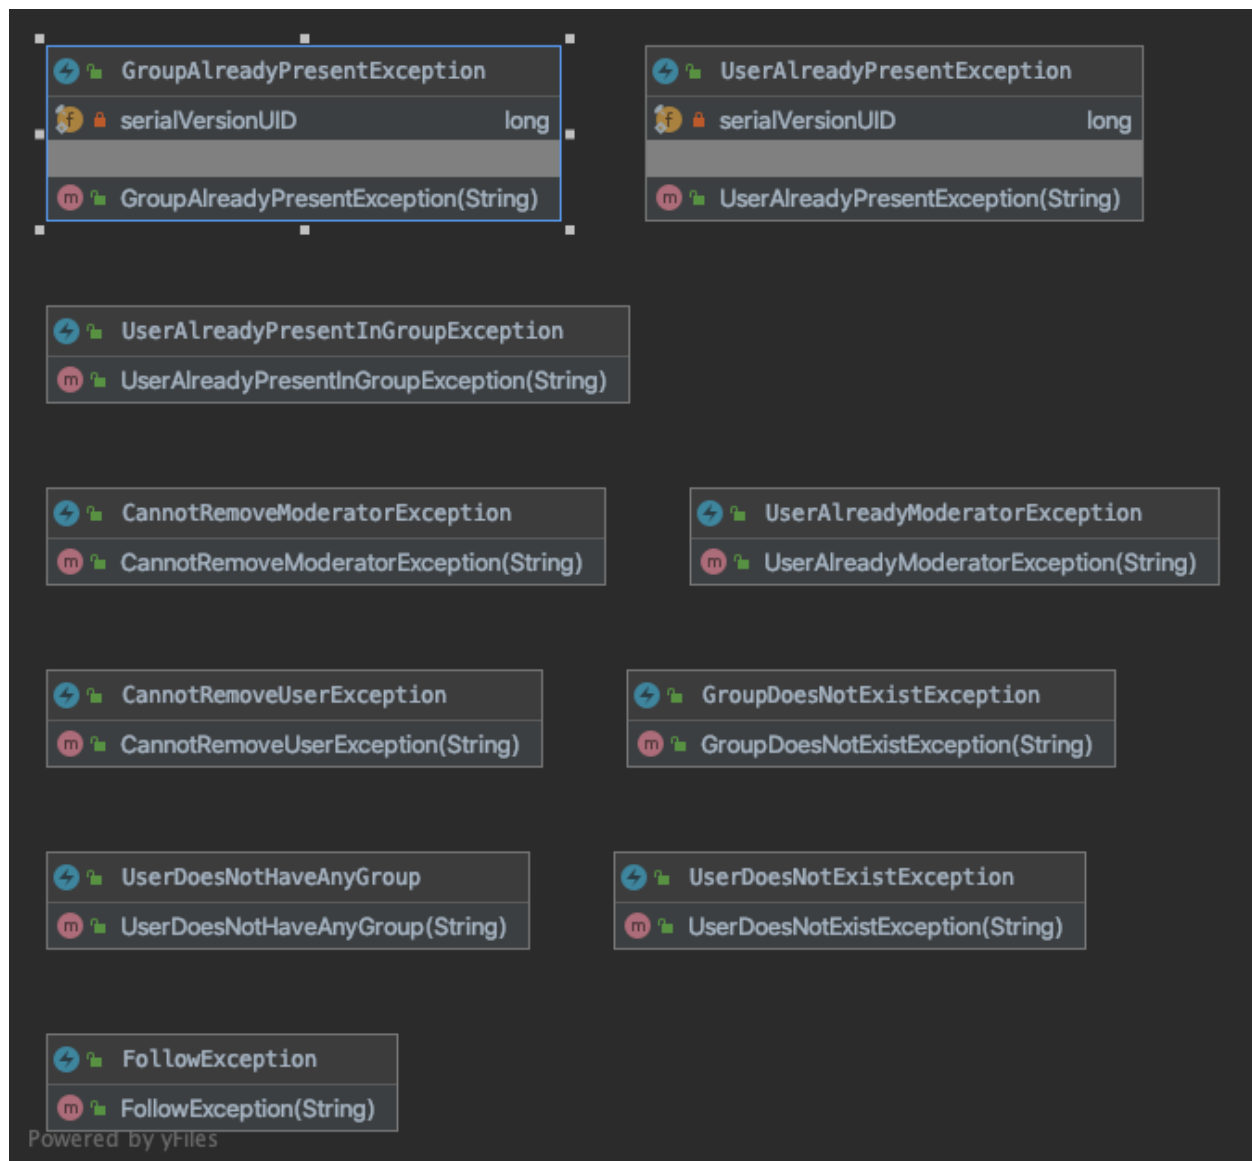 GroupAlreadyPresentException
serialVersionUID long
GroupAlreadyPresentException(String)
UserAlreadyPresentException
serialVersionUID long
UserAlreadyPresentException(String)
UserAlreadyPresentInGroupException
UserAlreadyPresentInGroupException(String)
CannotRemoveModeratorException
CannotRemoveModeratorException(String)
UserAlreadyModeratorException
UserAlreadyModeratorException(String)
CannotRemoveUserException
CannotRemoveUserException(String)
GroupDoesNotExistException
GroupDoesNotExistException(String)
UserDoesNotHaveAnyGroup
UserDoesNotHaveAnyGroup(String)
UserDoesNotExistException
UserDoesNotExistException(String)
FollowException
FollowException(String)
Powered by yFiles